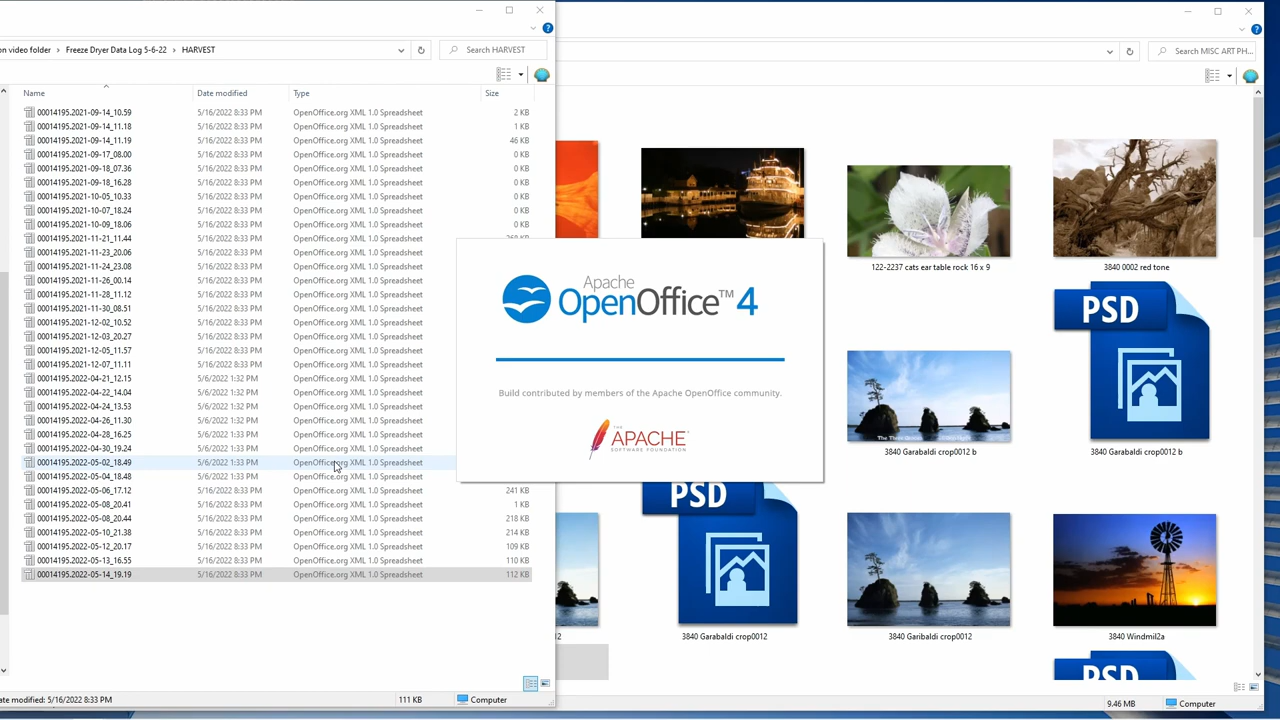 on video folder > Freeze Dryer Data Log 5-6-22 > HARVEST
Search HARVEST
Search MISC ART PH...
Name Date modified Type Size
00014195.2021-09-14_10.59 5/16/2022 8:33 PM OpenOffice.org XML 1.0 Spreadsheet 2 KB
00014195.2021-09-14_11.18 5/16/2022 8:33 PM OpenOffice.org XML 1.0 Spreadsheet 1 KB
00014195.2021-09-14_11.19 5/16/2022 8:33 PM OpenOffice.org XML 1.0 Spreadsheet 46 KB
00014195.2021-09-17_08.00 5/16/2022 8:33 PM OpenOffice.org XML 1.0 Spreadsheet 0 KB
00014195.2021-09-18_07.36 5/16/2022 8:33 PM OpenOffice.org XML 1.0 Spreadsheet 0 KB
00014195.2021-09-18_16.28 5/16/2022 8:33 PM OpenOffice.org XML 1.0 Spreadsheet 0 KB
00014195.2021-10-05_10.33 5/16/2022 8:33 PM OpenOffice.org XML 1.0 Spreadsheet 0 KB
00014195.2021-10-07_18.24 5/16/2022 8:33 PM OpenOffice.org XML 1.0 Spreadsheet 0 KB
00014195.2021-10-09_18.06 5/16/2022 8:33 PM OpenOffice.org XML 1.0 Spreadsheet 0 KB
00014195.2021-11-21_11.44 5/16/2022 8:33 PM OpenOffice.org XML 1.0 Spreadsheet
00014195.2021-11-23_20.06 5/16/2022 8:33 PM OpenOffice.org XML 1.0 Spreadsheet
00014195.2021-11-24_23.08 5/16/2022 8:33 PM OpenOffice.org XML 1.0 Spreadsheet
00014195.2021-11-26_00.14 5/16/2022 8:33 PM OpenOffice.org XML 1.0 Spreadsheet
00014195.2021-11-28_11.12 5/16/2022 8:33 PM OpenOffice.org XML 1.0 Spreadsheet
00014195.2021-11-30_08.51 5/16/2022 8:33 PM OpenOffice.org XML 1.0 Spreadsheet
00014195.2021-12-02_10.52 5/16/2022 8:33 PM OpenOffice.org XML 1.0 Spreadsheet
00014195.2021-12-03_20.27 5/16/2022 8:33 PM OpenOffice.org XML 1.0 Spreadsheet
00014195.2021-12-05_11.57 5/16/2022 8:33 PM OpenOffice.org XML 1.0 Spreadsheet
00014195.2021-12-07_11.11 5/16/2022 8:33 PM OpenOffice.org XML 1.0 Spreadsheet
00014195.2022-04-21_12.15 5/6/2022 1:32 PM OpenOffice.org XML 1.0 Spreadsheet
00014195.2022-04-22_14.04 5/6/2022 1:32 PM OpenOffice.org XML 1.0 Spreadsheet
00014195.2022-04-24_13.53 5/6/2022 1:32 PM OpenOffice.org XML 1.0 Spreadsheet
00014195.2022-04-26_11.30 5/6/2022 1:32 PM OpenOffice.org XML 1.0 Spreadsheet
00014195.2022-04-28_16.25 5/6/2022 1:33 PM OpenOffice.org XML 1.0 Spreadsheet
00014195.2022-04-30_19.24 5/6/2022 1:33 PM OpenOffice.org XML 1.0 Spreadsheet
00014195.2022-05-02_18.49 5/6/2022 1:33 PM OpenOffice.org XML 1.0 Spreadsheet
00014195.2022-05-04_18.48 5/6/2022 1:33 PM OpenOffice.org XML 1.0 Spreadsheet
00014195.2022-05-06_17.12 5/16/2022 8:33 PM OpenOffice.org XML 1.0 Spreadsheet 241 KB
00014195.2022-05-08_20.41 5/16/2022 8:33 PM OpenOffice.org XML 1.0 Spreadsheet 1 KB
00014195.2022-05-08_20.44 5/16/2022 8:33 PM OpenOffice.org XML 1.0 Spreadsheet 218 KB
00014195.2022-05-10_21.38 5/16/2022 8:33 PM OpenOffice.org XML 1.0 Spreadsheet 214 KB
00014195.2022-05-12_20.17 5/16/2022 8:33 PM OpenOffice.org XML 1.0 Spreadsheet 109 KB
00014195.2022-05-13_16.55 5/16/2022 8:33 PM OpenOffice.org XML 1.0 Spreadsheet 110 KB
00014195.2022-05-14_19.19 5/16/2022 8:33 PM OpenOffice.org XML 1.0 Spreadsheet 112 KB
ate modified: 5/16/2022 8:33 PM 111 KB Computer
Apache
OpenOffice™ 4
Build contributed by members of the Apache OpenOffice community.
THE
APACHE
SOFTWARE FOUNDATION
122-2237 cats ear table rock 16 x 9
3840 0002 red tone
PSD
3840 Garabaldi crop0012 b
3840 Garabaldi crop0012 b
PSD
12
3840 Garabaldi crop0012
3840 Garibaldi crop0012
3840 Windmil2a
PSD
9.46 MB Computer